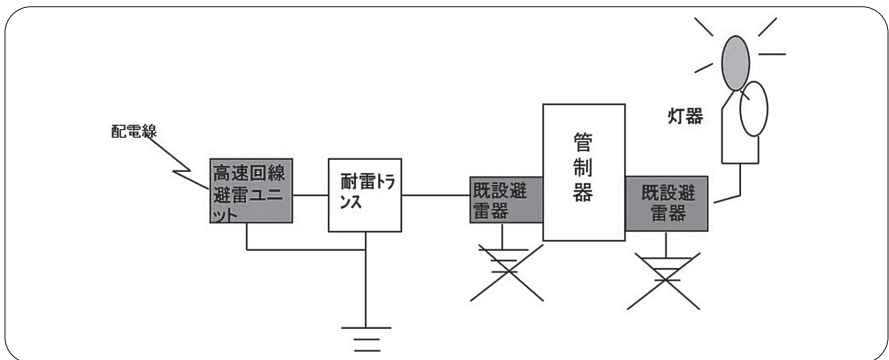 配電線
高速回線
避雷ユニ
ット
耐雷トラ
ンス
既設避
雷器
管
制
器
既設避
雷器
灯器